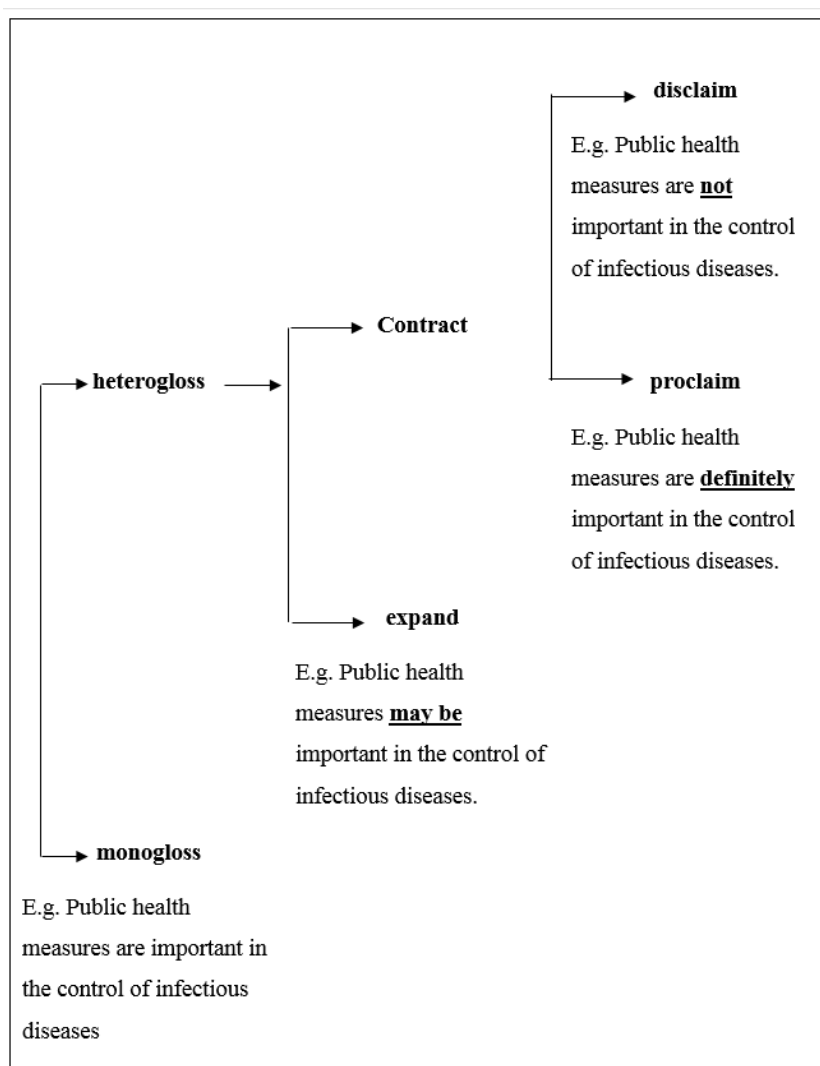 disclaim
E.g. Public health
measures are not
important in the control
of infectious diseases.
Contract
heterogloss
proclaim
E.g. Public health
measures are definitely
important in the control
of infectious diseases.
expand
E.g. Public health
measures may be
important in the control of
infectious diseases.
monogloss
E.g. Public health
measures are important in
the control of infectious
diseases